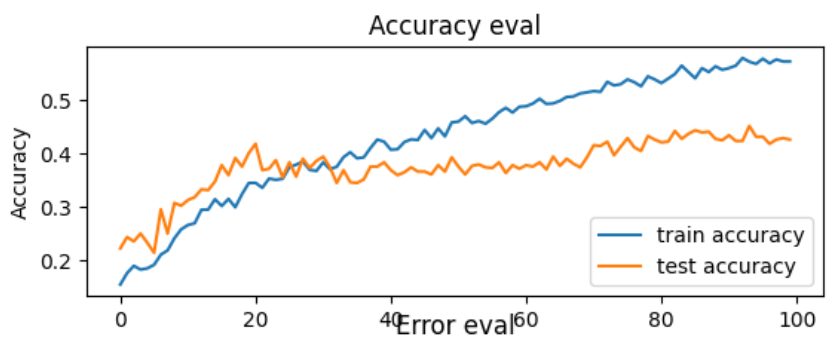 Accuracy eval
Accuracy
0.5
0.4
0.3
0.2
train accuracy
test accuracy
0 20 40 60 80 100
Error eval